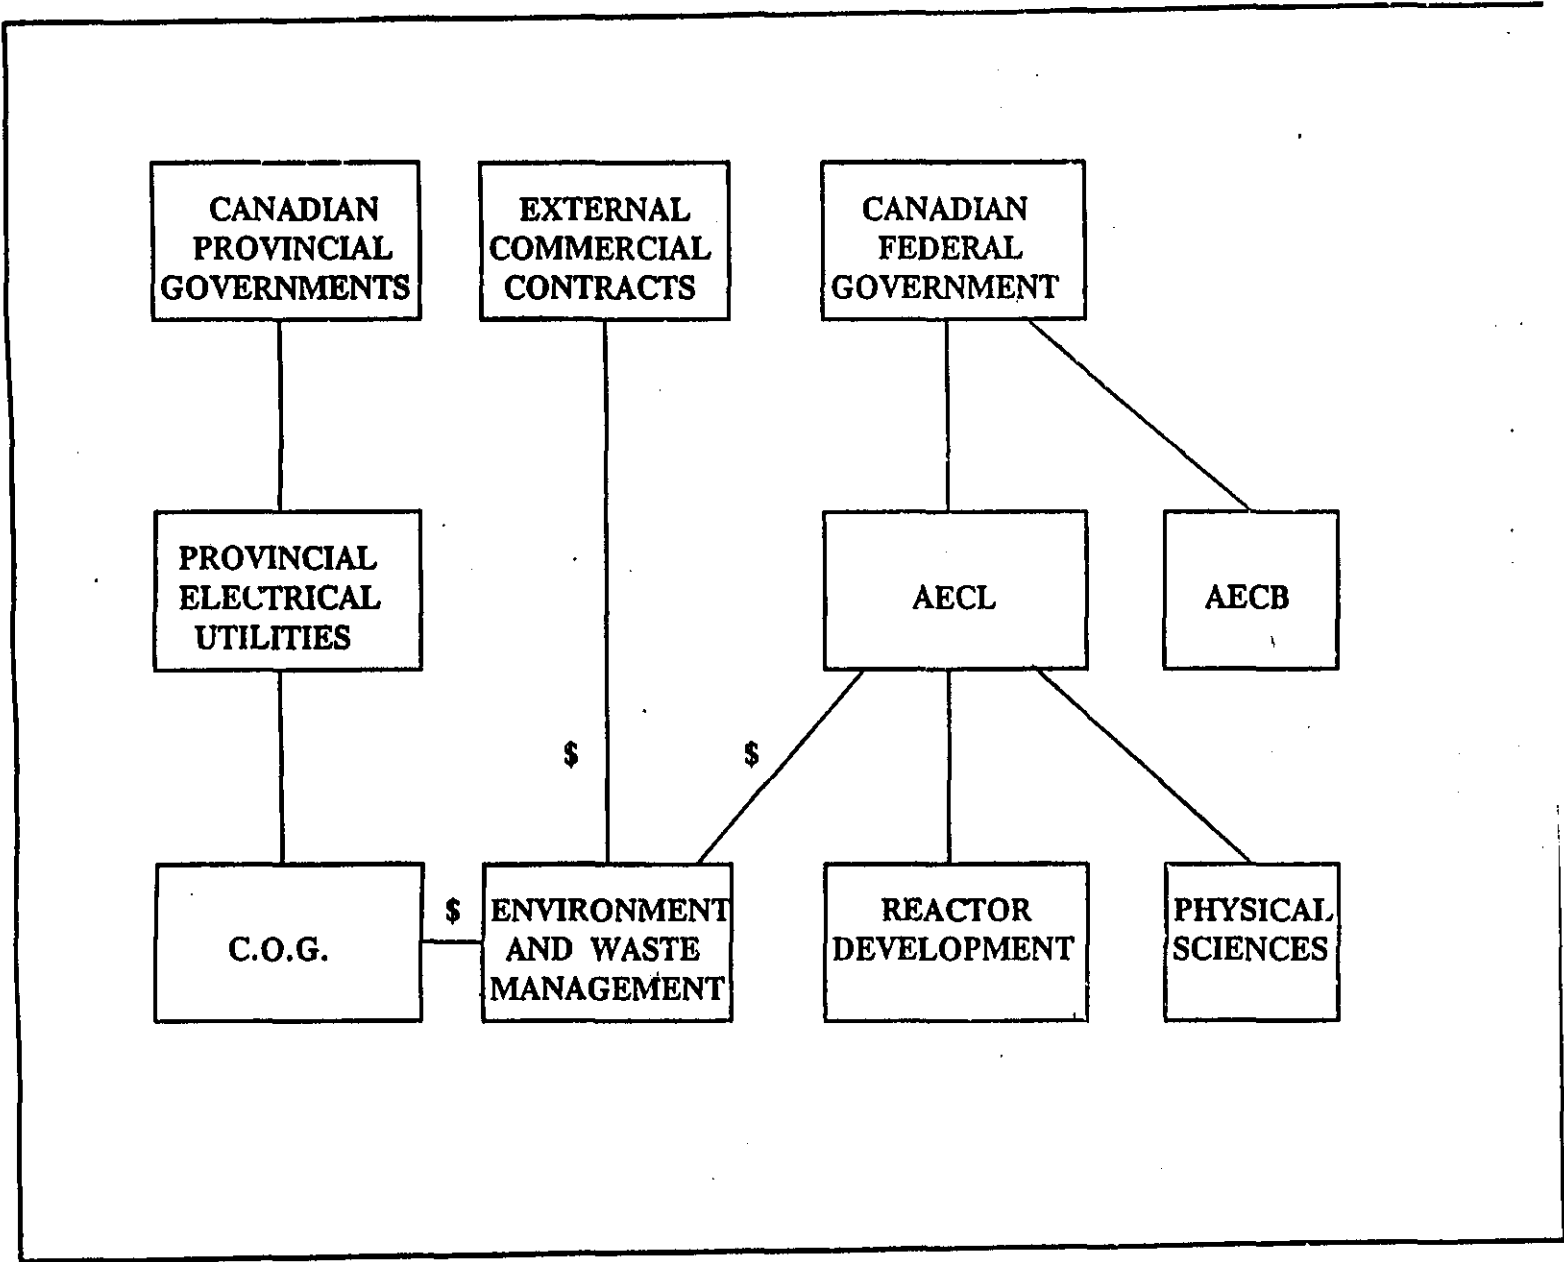 CANADIAN
PROVINCIAL
GOVERNMENTS
EXTERNAL
COMMERCIAL
CONTRACTS
CANADIAN
FEDERAL
GOVERNMENT
PROVINCIAL
ELECTRICAL
UTILITIES
AECL
AECB
$
$
C.O.G.
$
ENVIRONMENT
AND WASTE
MANAGEMENT
REACTOR
DEVELOPMENT
PHYSICAL
SCIENCES